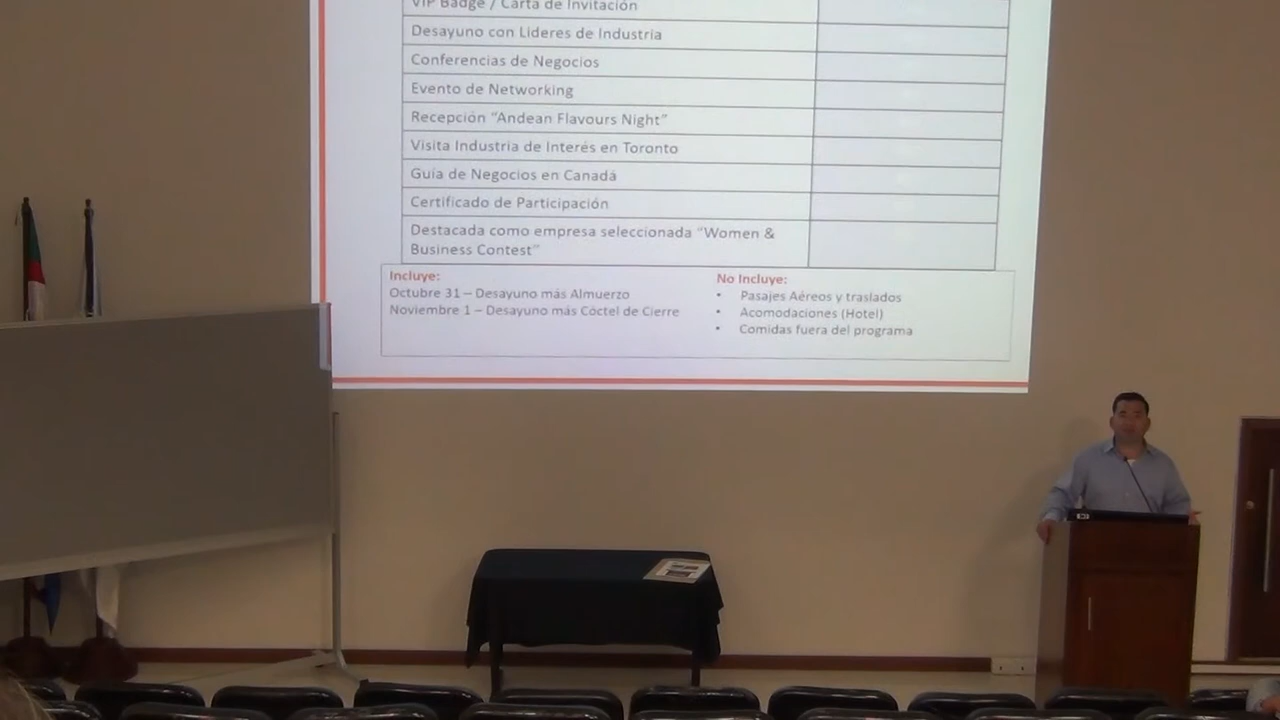 VIP Badge / Carta de Invitación
Desayuno con Líderes de Industria
Conferencias de Negocios
Evento de Networking
Recepción “Andean Flavours Night”
Visita Industria de Interés en Toronto
Guía de Negocios en Canadá
Certificado de Participación
Destacada como empresa seleccionada “Women &
Business Contest”
Incluye:
Octubre 31 – Desayuno más Almuerzo
Noviembre 1 – Desayuno más Cóctel de Cierre
No Incluye:
• Pasajes Aéreos y traslados
• Acomodaciones (Hotel)
• Comidas fuera del programa